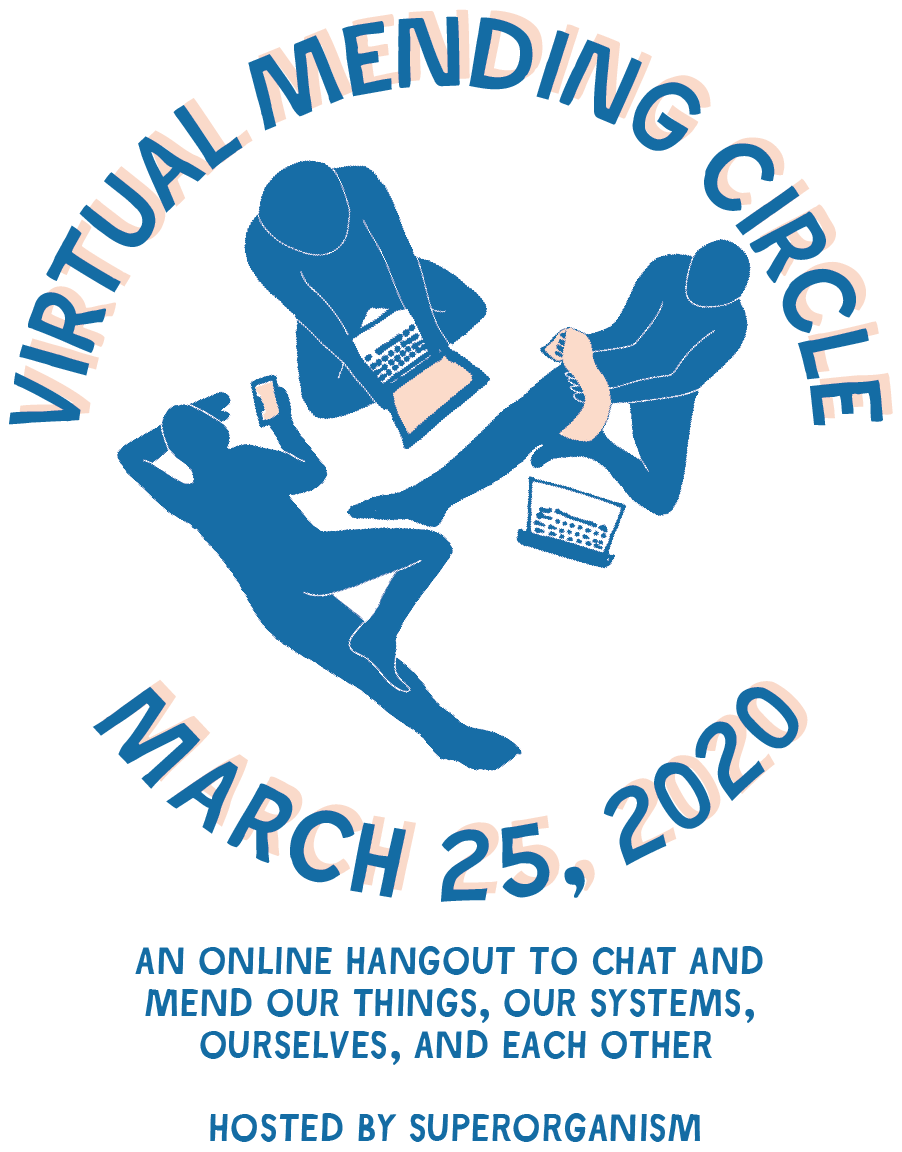 VIRTUAL MENDING CIRCLE
MARCH 25, 2020
AN ONLINE HANGOUT TO CHAT AND
MEND OUR THINGS, OUR SYSTEMS,
OURSELVES, AND EACH OTHER
HOSTED BY SUPERORGANISM